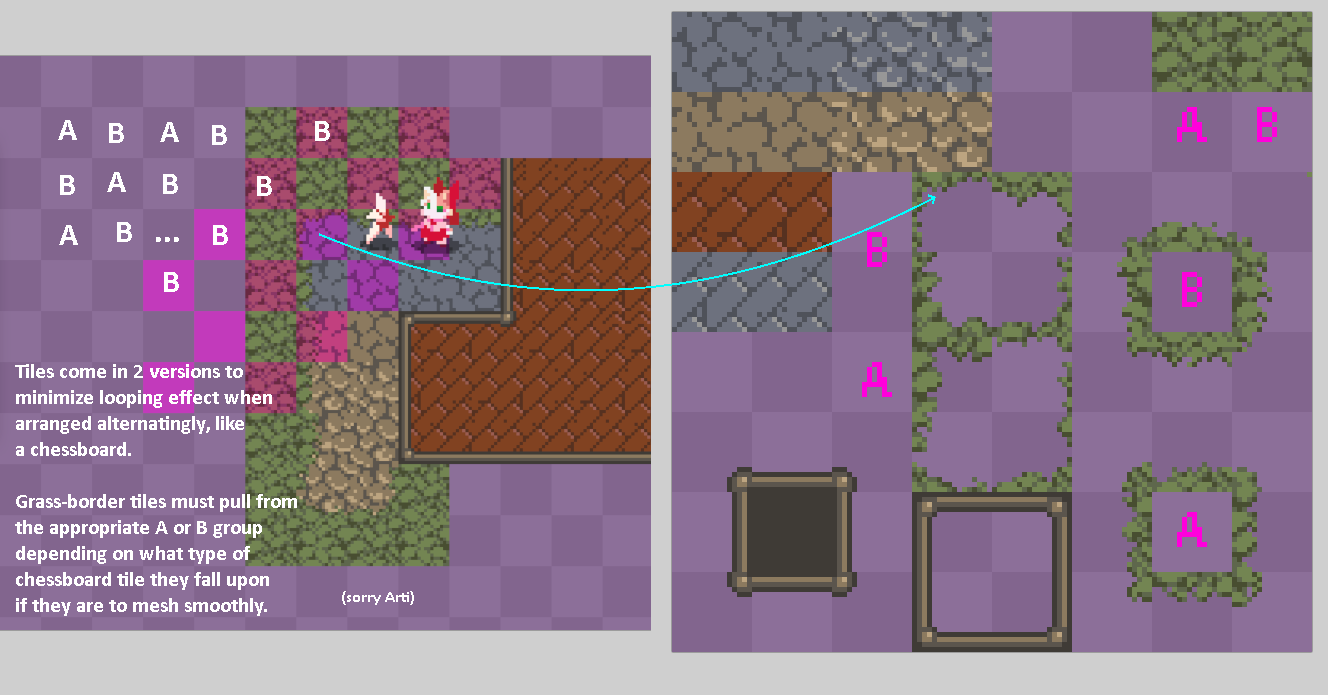 A B A B B
B A B B
A B ... B
B
Tiles come in 2 versions to
minimize looping effect when
arranged alternatingly, like
a chessboard.
Grass-border tiles must pull from
the appropriate A or B group
depending on what type of
chessboard tile they fall upon
if they are to mesh smoothly.
(sorry Arti)
A B
B
B
A
A